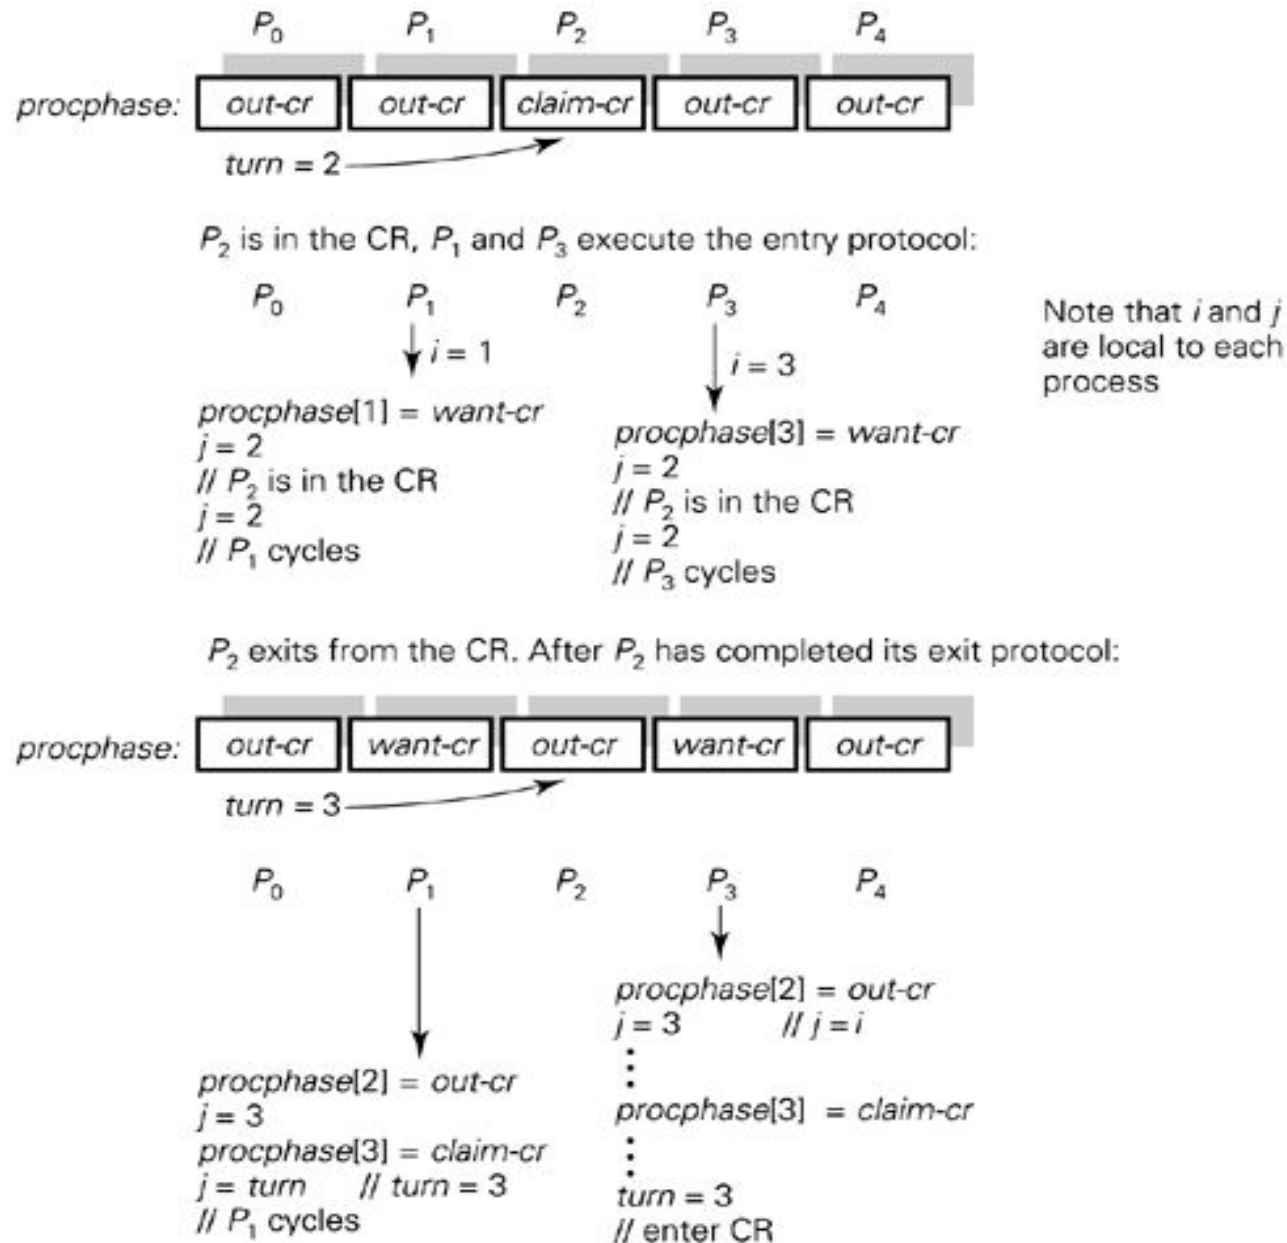 P0 P1 P2 P3 P4
procphase: out-cr out-cr claim-cr out-cr out-cr
turn = 2
P2 is in the CR, P1 and P3 execute the entry protocol:
P0 P1 P2 P3 P4
Note that i and j
are local to each
process
i = 1
i = 3
procphase[1] = want-cr
j = 2
// P2 is in the CR
j = 2
// P1 cycles
procphase[3] = want-cr
j = 2
// P2 is in the CR
j = 2
// P3 cycles
P2 exits from the CR. After P2 has completed its exit protocol:
procphase: out-cr want-cr out-cr want-cr out-cr
turn = 3
P0 P1 P2 P3 P4
procphase[2] = out-cr
j = 3
procphase[3] = claim-cr
j = turn // turn = 3
// P1 cycles
procphase[2] = out-cr
j = 3 // j = i
procphase[3] = claim-cr
turn = 3
// enter CR